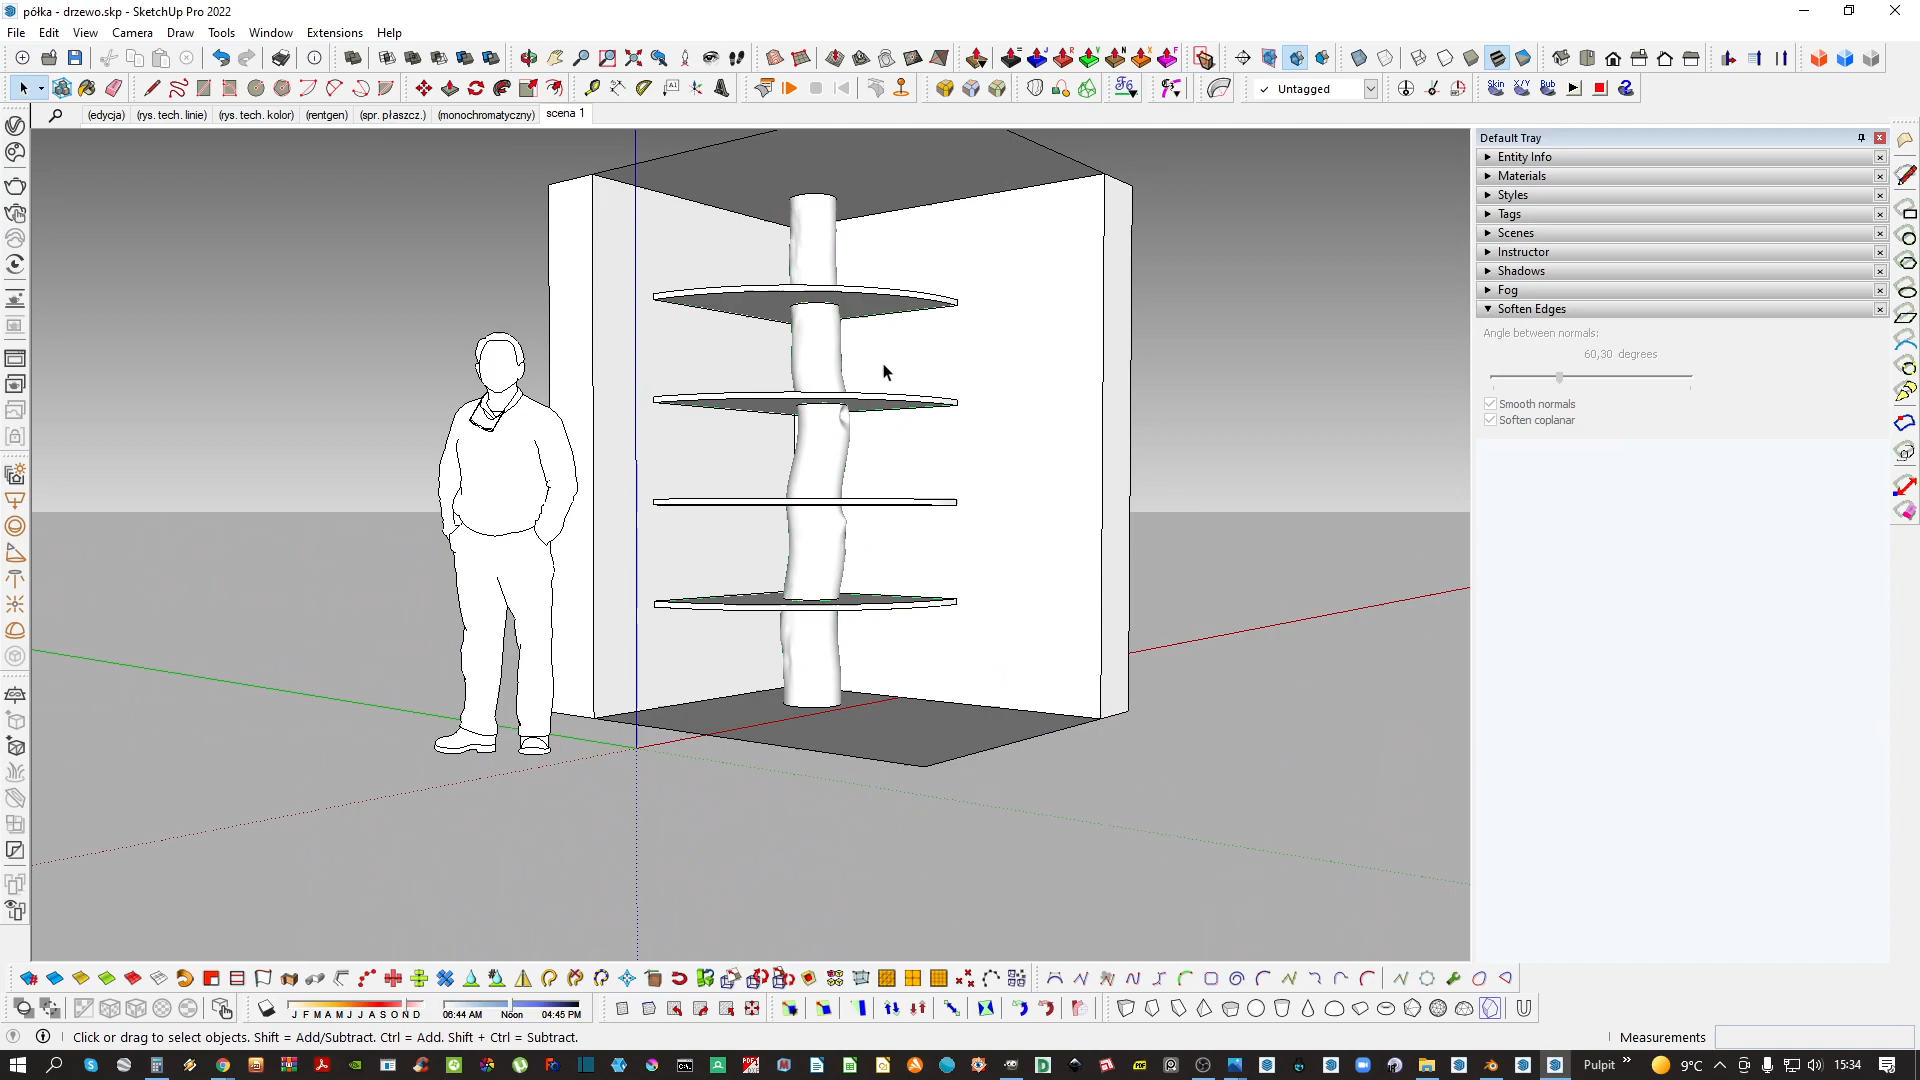 półka - drzewo.skp - SketchUp Pro 2022
File Edit View Camera Draw Tools Window Extensions Help
Untagged
Skin X/Y Bub
(edycja) (rys. tech. linie) (rys. tech. kolor) (rentgen) (spr. płaszcz.) (monochromatyczny) scena 1
Default Tray
Entity Info
Materials
Styles
Tags
Scenes
Instructor
Shadows
Fog
Soften Edges
Angle between normals:
60,30 degrees
Smooth normals
Soften coplanar
J F M A M J J A S O N D
06:44 AM Noon 04:45 PM
Click or drag to select objects. Shift = Add/Subtract. Ctrl = Add. Shift + Ctrl = Subtract.
Measurements
Pulpit
9°C
15:34